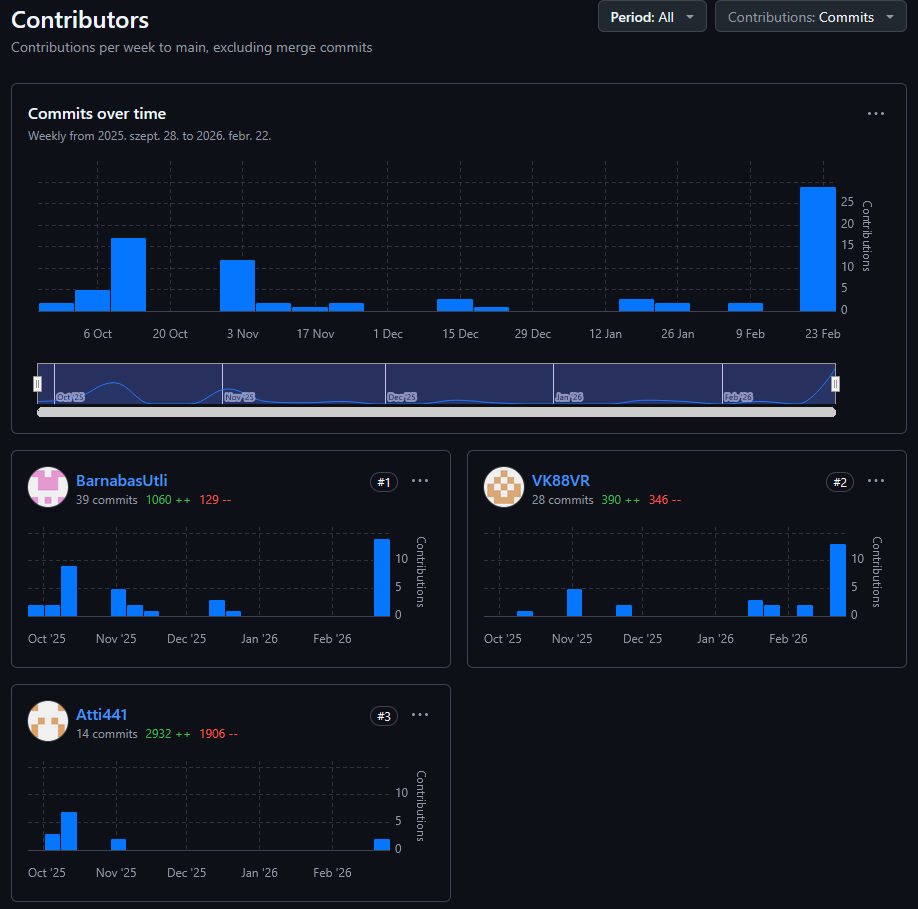 Contributors
Period: All
Contributions: Commits
Contributions per week to main, excluding merge commits
Commits over time
Weekly from 2025. szept. 28. to 2026. febr. 22.
25
20
15
10
5
0
Contributions
6 Oct 20 Oct 3 Nov 17 Nov 1 Dec 15 Dec 29 Dec 12 Jan 26 Jan 9 Feb 23 Feb
Oct '25 Nov '25 Dec '25 Jan '26 Feb '26
BarnabasUtli
#1
39 commits 1060 ++ 129 --
10
5
0
Contributions
Oct '25 Nov '25 Dec '25 Jan '26 Feb '26
VK88VR
#2
28 commits 390 ++ 346 --
10
5
0
Contributions
Oct '25 Nov '25 Dec '25 Jan '26 Feb '26
Atti441
#3
14 commits 2932 ++ 1906 --
10
5
0
Contributions
Oct '25 Nov '25 Dec '25 Jan '26 Feb '26